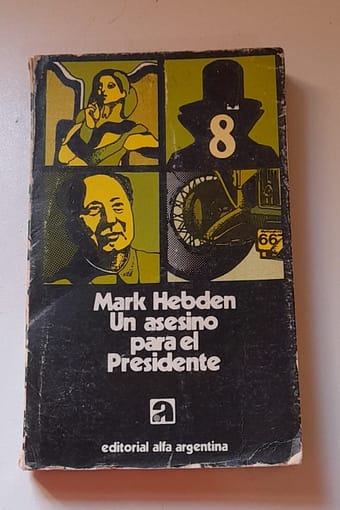 8
66
Mark Hebden
Un asesino
para el
Presidente
a
editorial alfa argentina